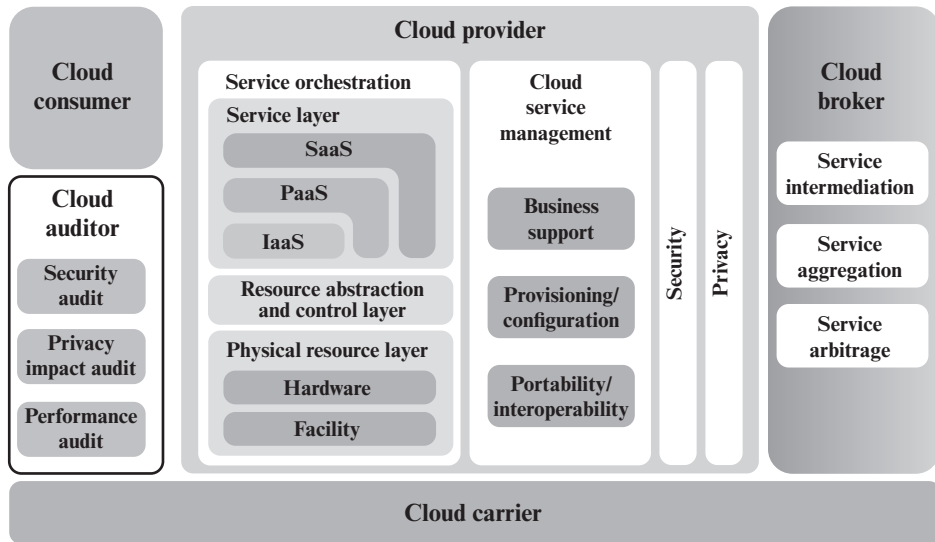 Cloud
consumer
Cloud
auditor
Security
audit
Privacy
impact audit
Performance
audit
Cloud provider
Service orchestration
Service layer
SaaS
PaaS
IaaS
Resource abstraction
and control layer
Physical resource layer
Hardware
Facility
Cloud
service
management
Business
support
Provisioning/
configuration
Portability/
interoperability
Security
Privacy
Cloud
broker
Service
intermediation
Service
aggregation
Service
arbitrage
Cloud carrier